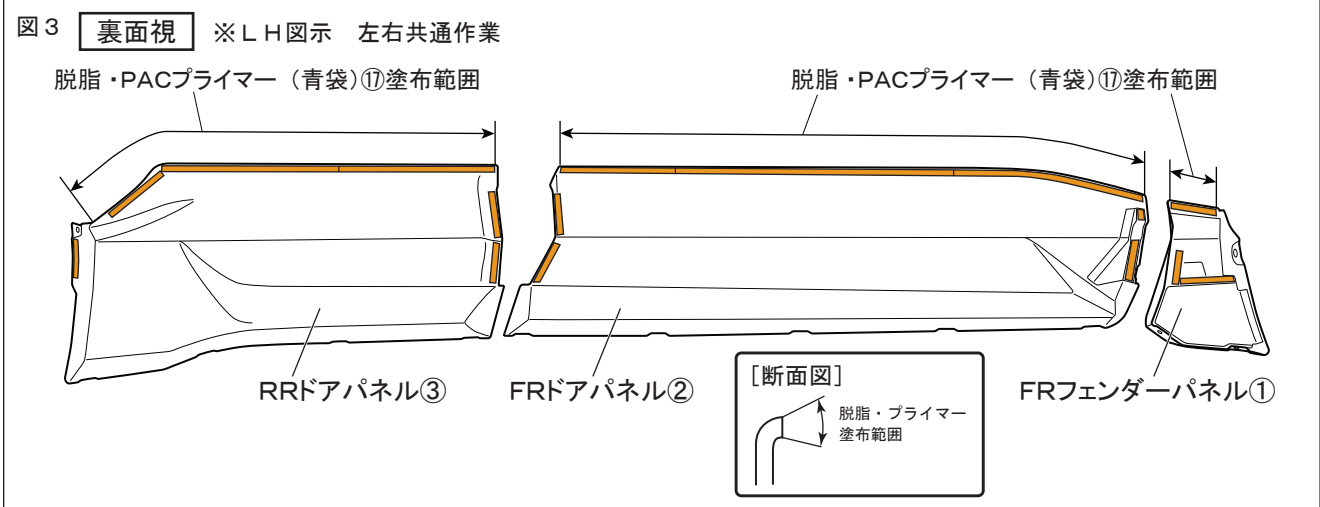 図３ 裏面視 ※ＬＨ図示　左右共通作業
脱脂・PACプライマー（青袋）⑰塗布範囲
脱脂・PACプライマー（青袋）⑰塗布範囲
RRドアパネル③
FRドアパネル②
FRフェンダーパネル①
［断面図］
脱脂・プライマー
塗布範囲